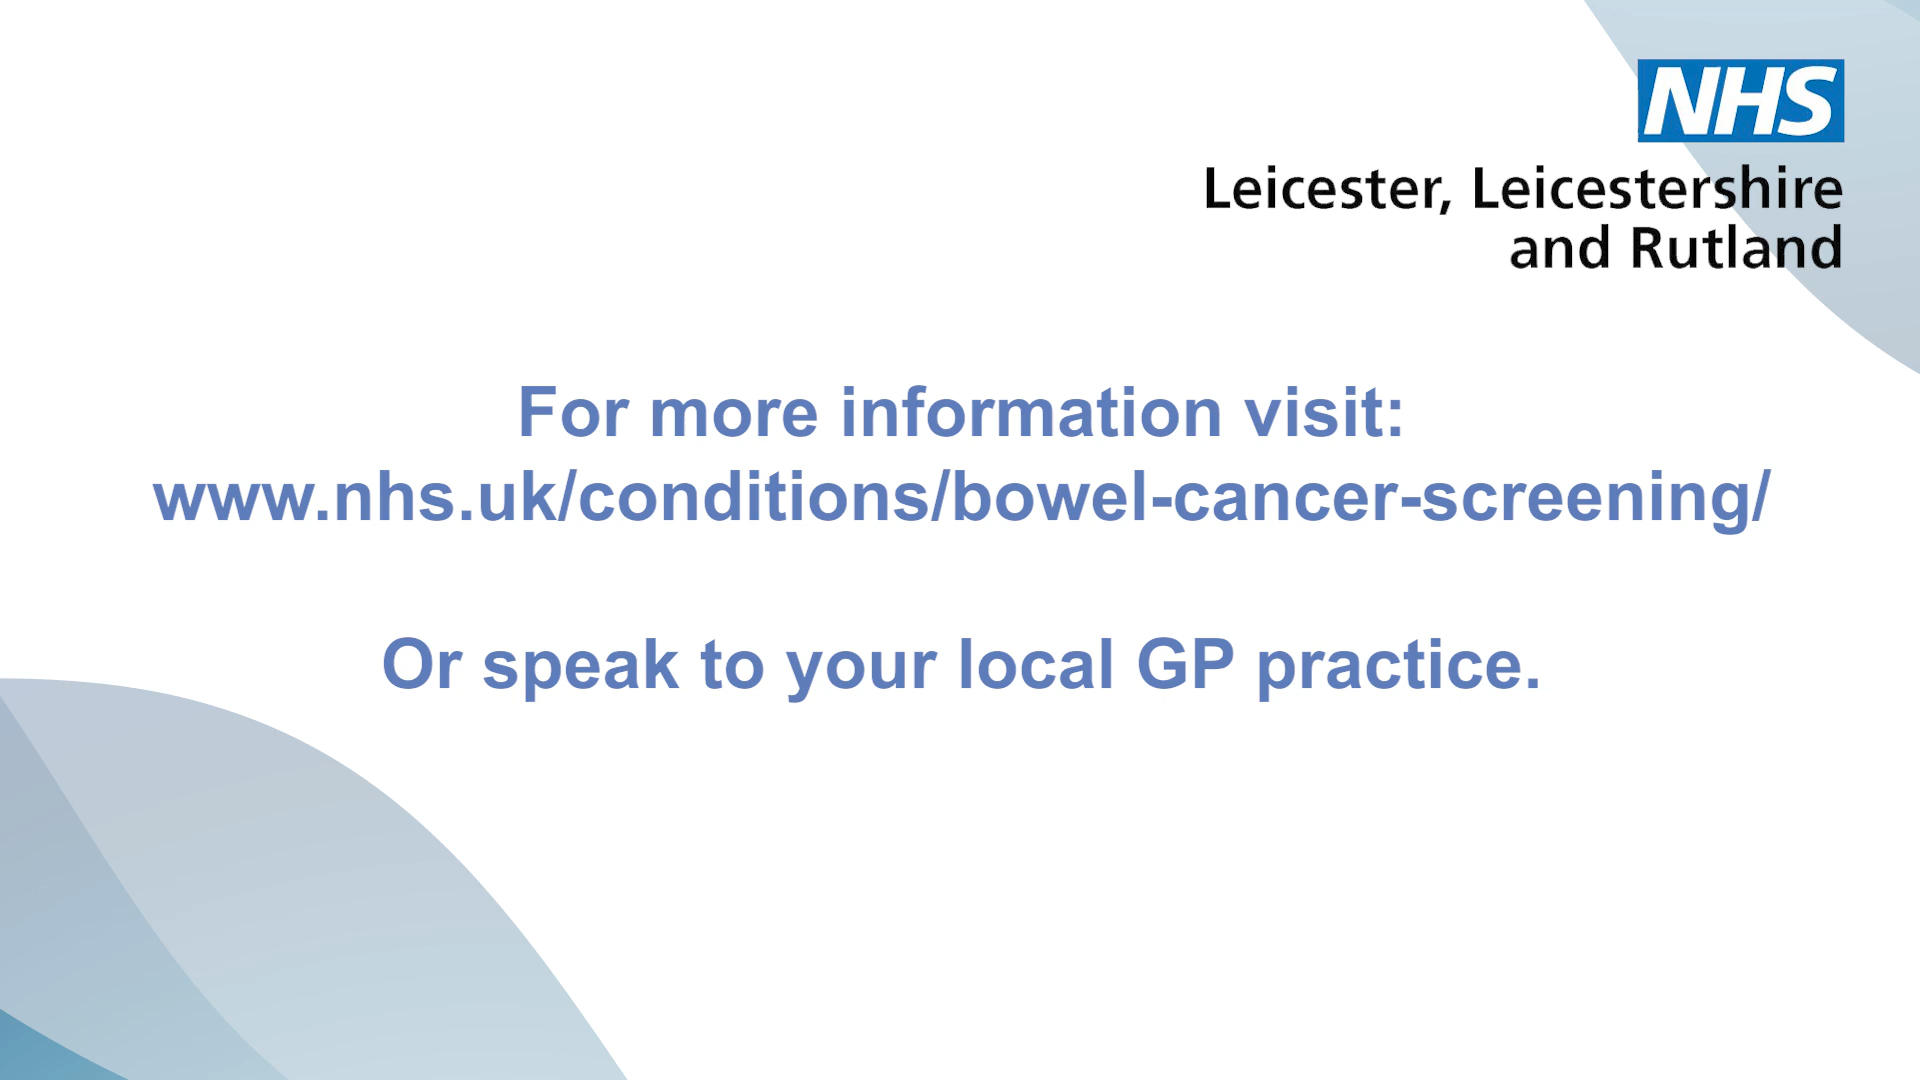 NHS
Leicester, Leicestershire
and Rutland
For more information visit:
www.nhs.uk/conditions/bowel-cancer-screening/
Or speak to your local GP practice.